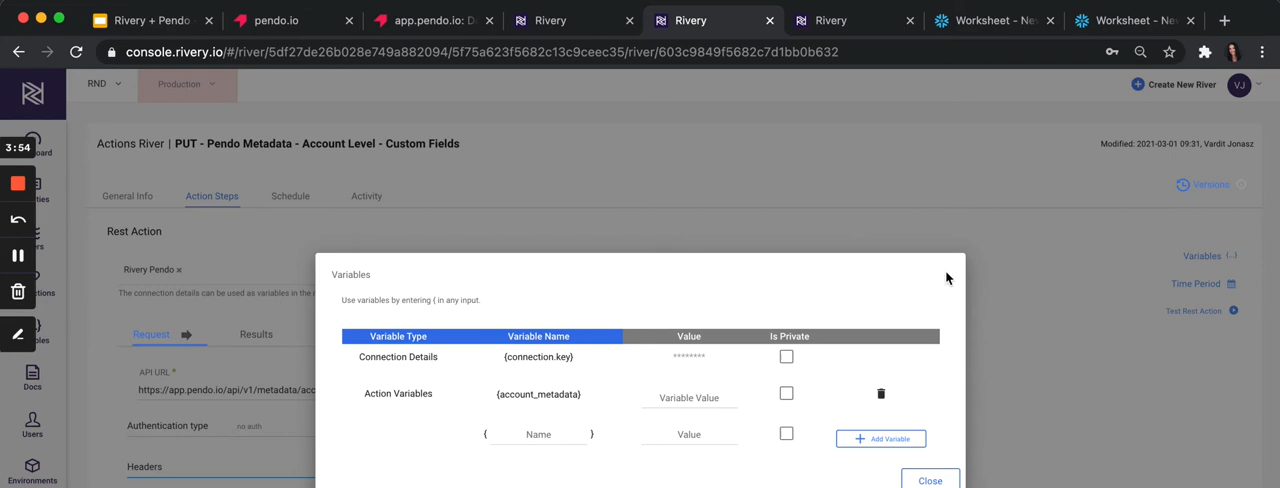 Rivery + Pendo
pendo.io
app.pendo.io: D
Rivery
Rivery
Rivery
Worksheet - Ne
Worksheet - Ne
console.rivery.io/#/river/5df27de26b028e749a882094/5f75a623f5682c13c9ceec35/river/603c9849f5682c7d1bb0b632
RND
Production
Create New River
VJ
3:54
oard
Actions River | PUT - Pendo Metadata - Account Level - Custom Fields
Modified: 2021-03-01 09:31, Vardit Jonasz
Versions
General Info
Action Steps
Schedule
Activity
Rest Action
Rivery Pendo ×
The connection details can be used as variables in the r
Variables {...}
Time Period
Test Rest Action
Request
Results
API URL *
https://app.pendo.io/api/v1/metadata/acc
Authentication type
no auth
Headers
Docs
Users
Environments
Variables
Use variables by entering { in any input.
Variable Type
Variable Name
Value
Is Private
Connection Details
{connection.key}
********
Action Variables
{account_metadata}
Variable Value
{ Name }
Value
+ Add Variable
Close